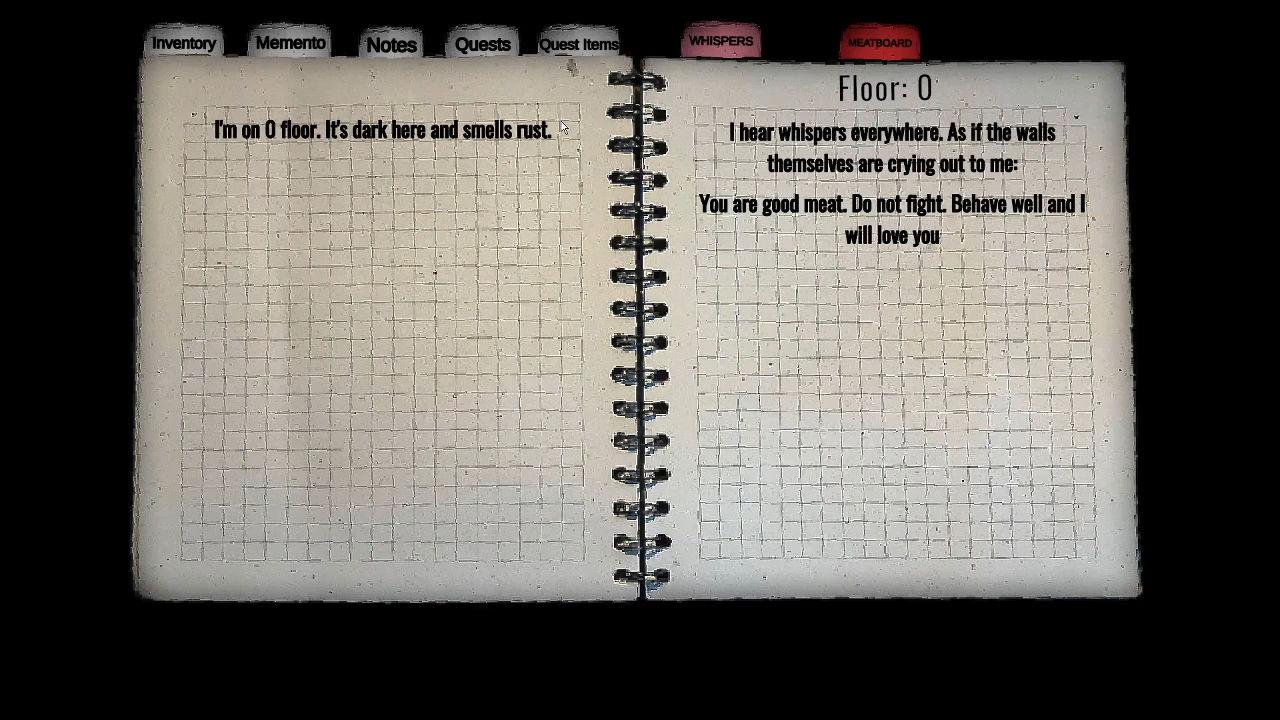 Inventory
Memento
Notes
Quests
Quest Items
WHISPERS
MEATBOARD
I'm on 0 floor. It's dark here and smells rust.
Floor: 0
I hear whispers everywhere. As if the walls
themselves are crying out to me:
You are good meat. Do not fight. Behave well and I
will love you